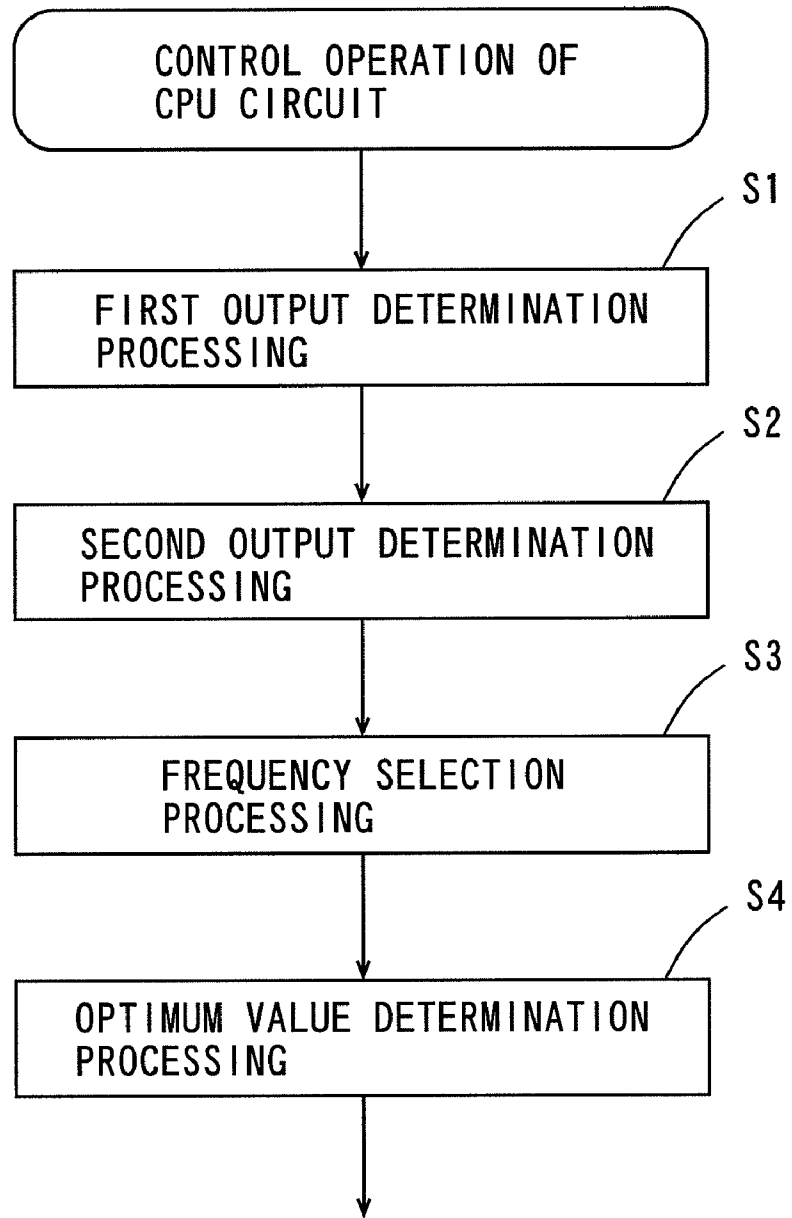 CONTROL OPERATION OF
CPU CIRCUIT
S1
FIRST OUTPUT DETERMINATION
PROCESSING
S2
SECOND OUTPUT DETERMINATION
PROCESSING
S3
FREQUENCY SELECTION
PROCESSING
S4
OPTIMUM VALUE DETERMINATION
PROCESSING